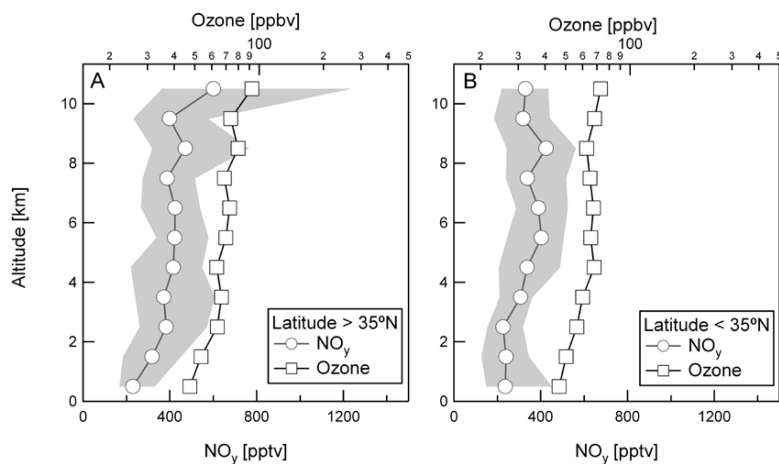 Ozone [ppbv]
2 3 4 5 6 7 8 9 100 2 3 4 5
A
Altitude [km]
10
8
6
4
2
0
Latitude > 35ºN
NOy
Ozone
0 400 800 1200
NOy [pptv]
Ozone [ppbv]
2 3 4 5 6 7 8 9 100 2 3 4 5
B
10
8
6
4
2
0
Latitude < 35ºN
NOy
Ozone
0 400 800 1200
NOy [pptv]